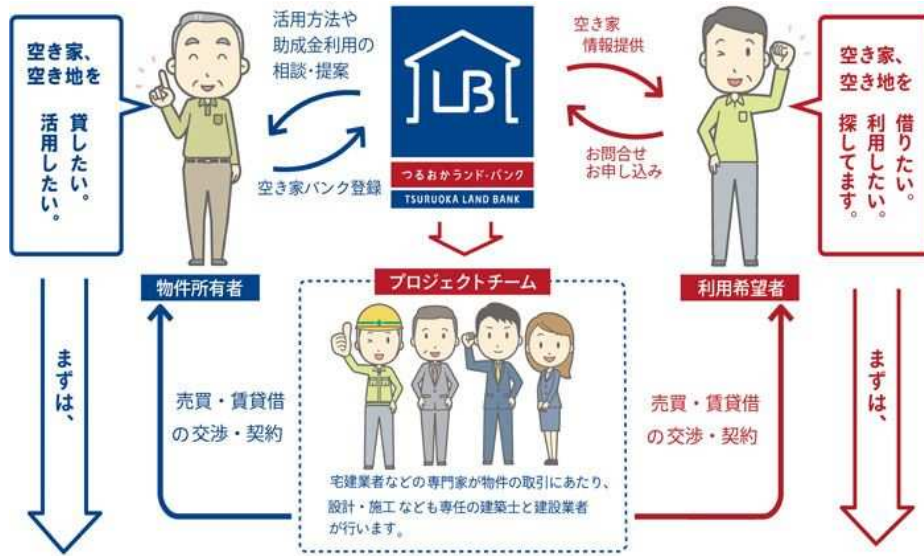 空き家、
空き地を
貸したい。
活用したい。
活用方法や
助成金利用の
相談・提案
空き家バンク登録
LB
つるおかランド・バンク
TSURUOKA LAND BANK
空き家
情報提供
お問合せ
お申し込み
空き家、
空き地を
借りたい。
利用したい。
探してます。
物件所有者
プロジェクトチーム
利用希望者
まずは、
売買・賃貸借
の交渉・契約
宅建業者などの専門家が物件の取引にあたり、
設計・施工なども専任の建築士と建設業者
が行います。
売買・賃貸借
の交渉・契約
まずは、